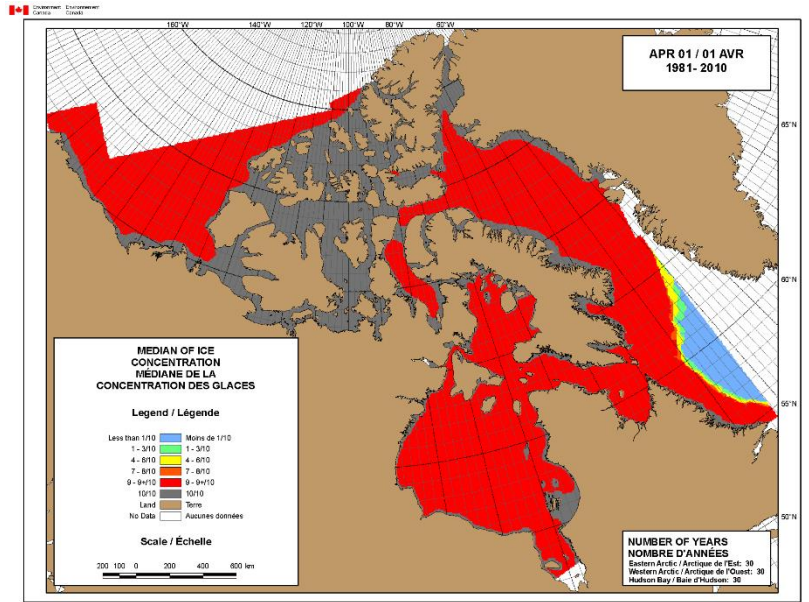 Environment Environnement
Canada Canada
160°W 140°W 120°W 100°W 90°W 80°W 60°W
APR 01 / 01 AVR
1981- 2010
65°N
60°N
55°N
50°N
MEDIAN OF ICE
CONCENTRATION
MÉDIANE DE LA
CONCENTRATION DES GLACES
Legend / Légende
Less than 1/10 Moins de 1/10
1 - 3/10 1 - 3/10
4 - 6/10 4 - 6/10
7 - 8/10 7 - 8/10
9 - 9+/10 9 - 9+/10
10/10 10/10
Land Terre
No Data Aucunes données
Scale / Échelle
200 100 0 200 400 600 km
NUMBER OF YEARS
NOMBRE D'ANNÉES
Eastern Arctic / Arctique de l'Est: 30
Western Arctic / Arctique de l'Ouest: 30
Hudson Bay / Baie d'Hudson: 30